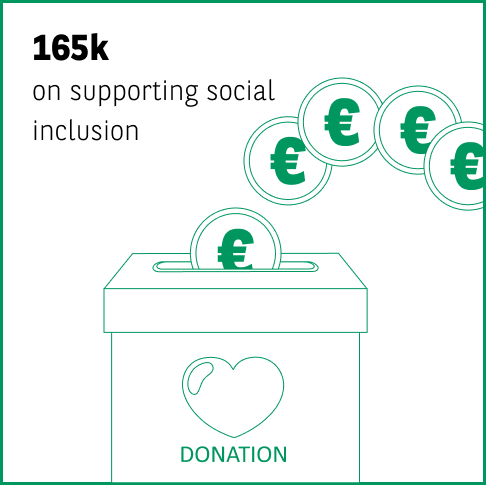 165k
on supporting social
inclusion
€
€
€
€
€
DONATION